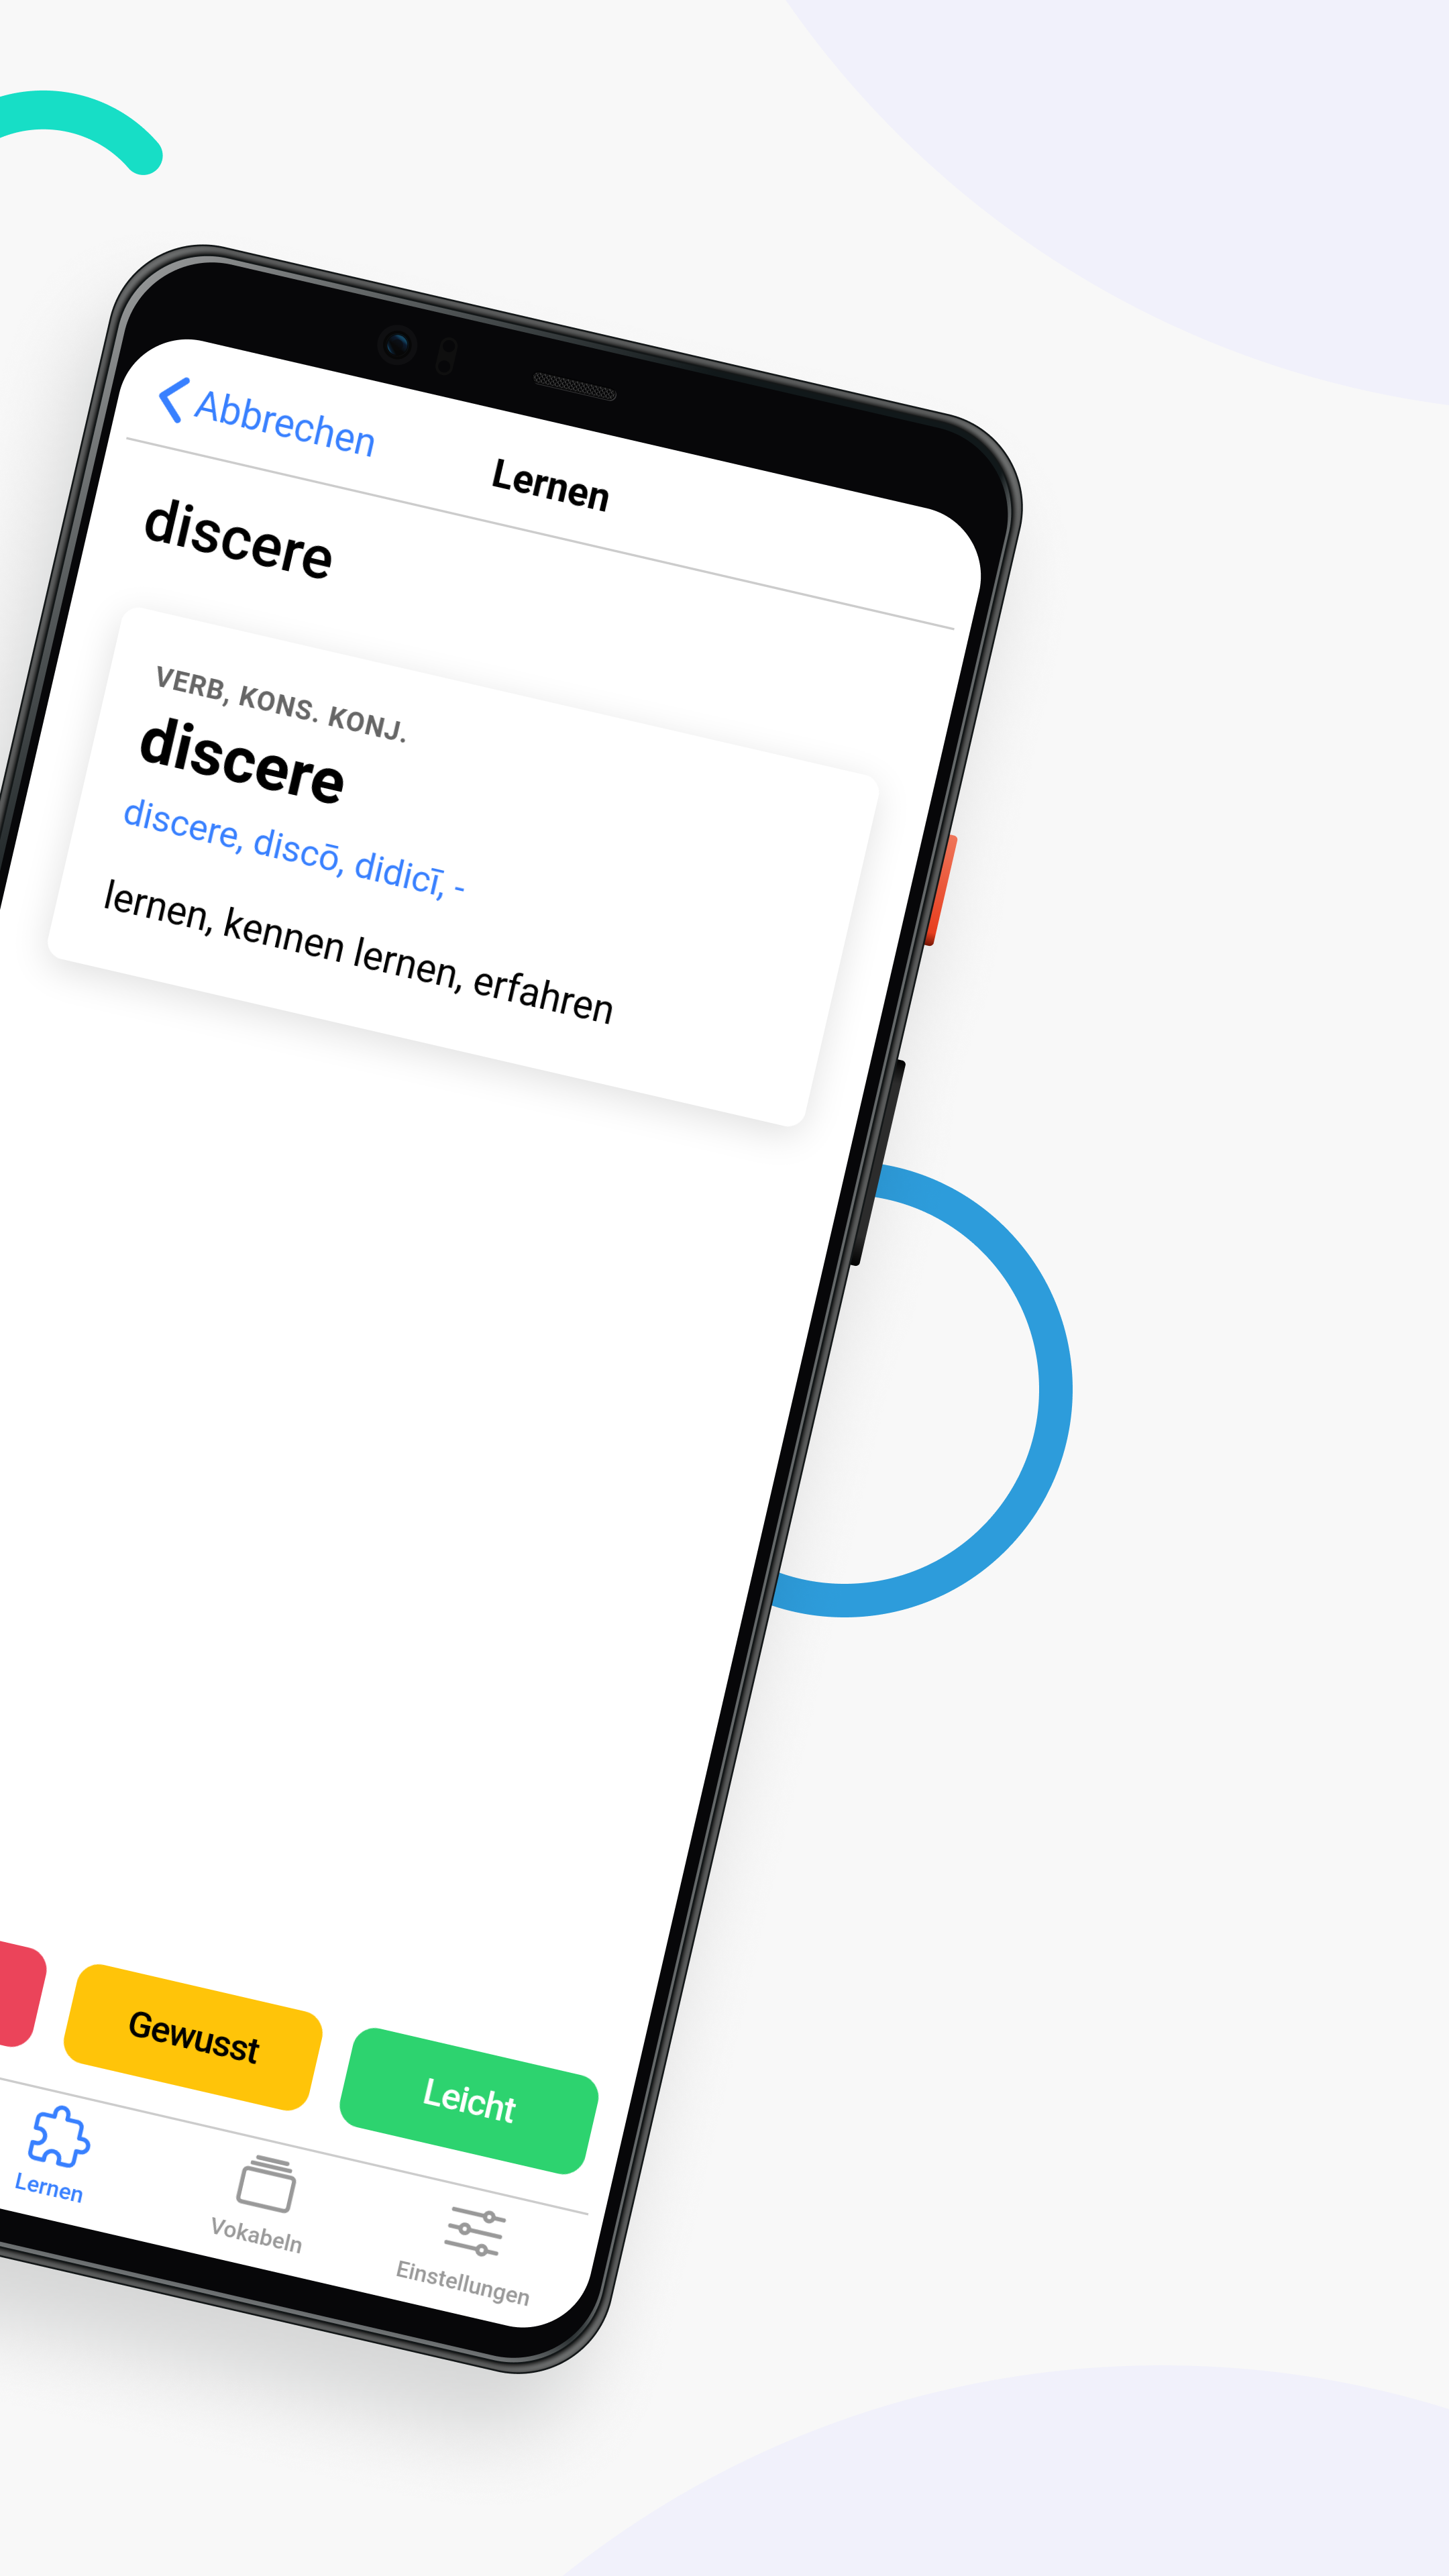 Abbrechen
Lernen
discere
VERB, KONS. KONJ.
discere
discere, discō, didicī, -
lernen, kennen lernen, erfahren
Gewusst
Leicht
Lernen
Vokabeln
Einstellungen